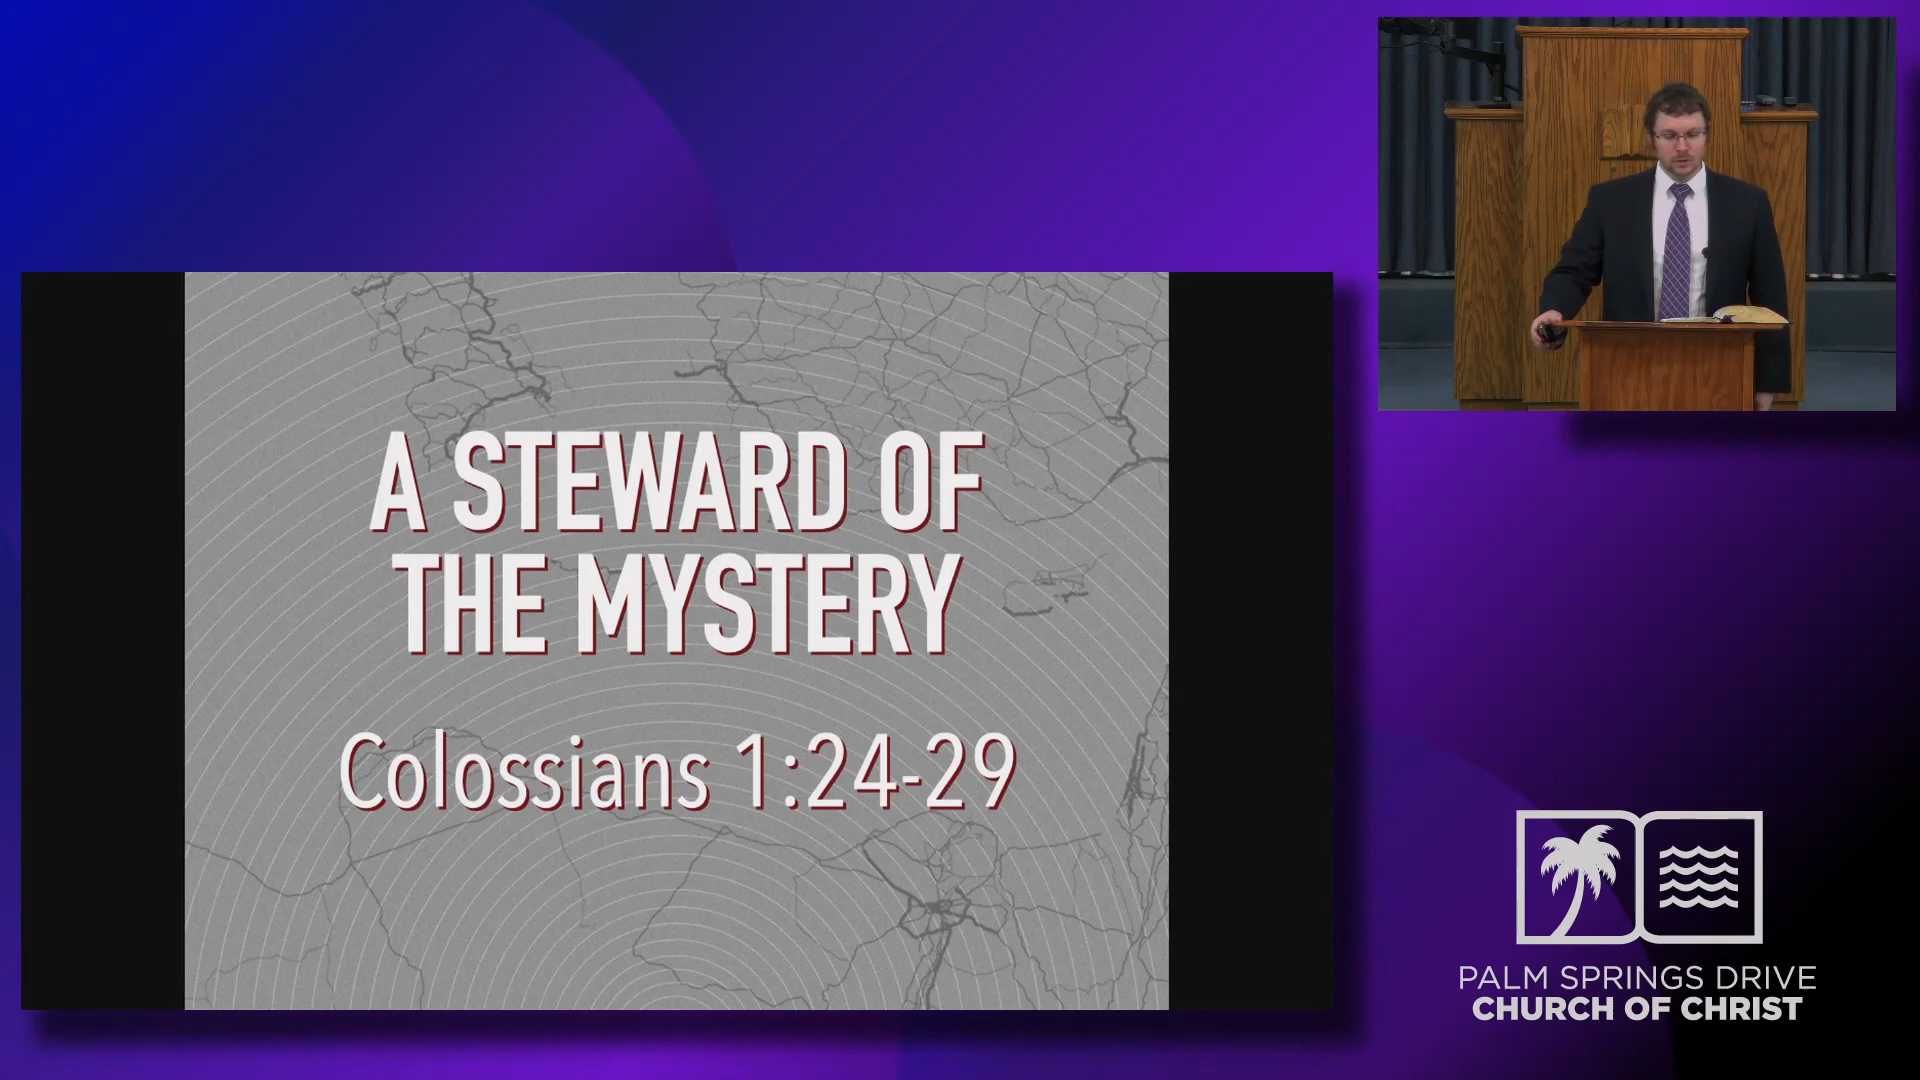 A STEWARD OF
THE MYSTERY
Colossians 1:24-29
PALM SPRINGS DRIVE
CHURCH OF CHRIST